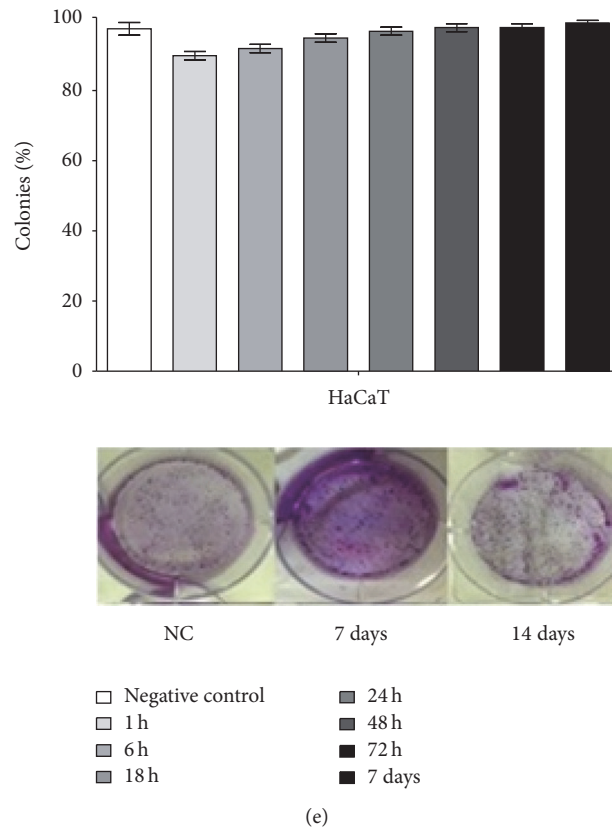 100
80
60
40
20
0
Colonies (%)
HaCaT
NC 7 days 14 days
Negative control
1 h
6 h
18 h
24 h
48 h
72 h
7 days
(e)